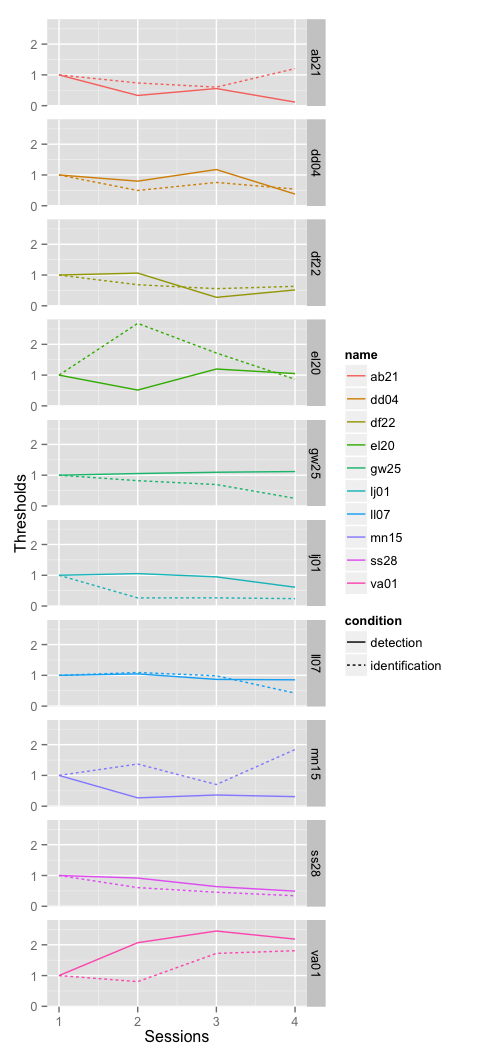 2
1
0
ab21
2
1
0
dd04
2
1
0
df22
2
1
0
el20
2
1
0
gw25
2
1
0
lj01
2
1
0
ll07
2
1
0
mn15
2
1
0
ss28
2
1
0
va01
1 2 3 4
Sessions
Thresholds
name
ab21
dd04
df22
el20
gw25
lj01
ll07
mn15
ss28
va01
condition
detection
identification